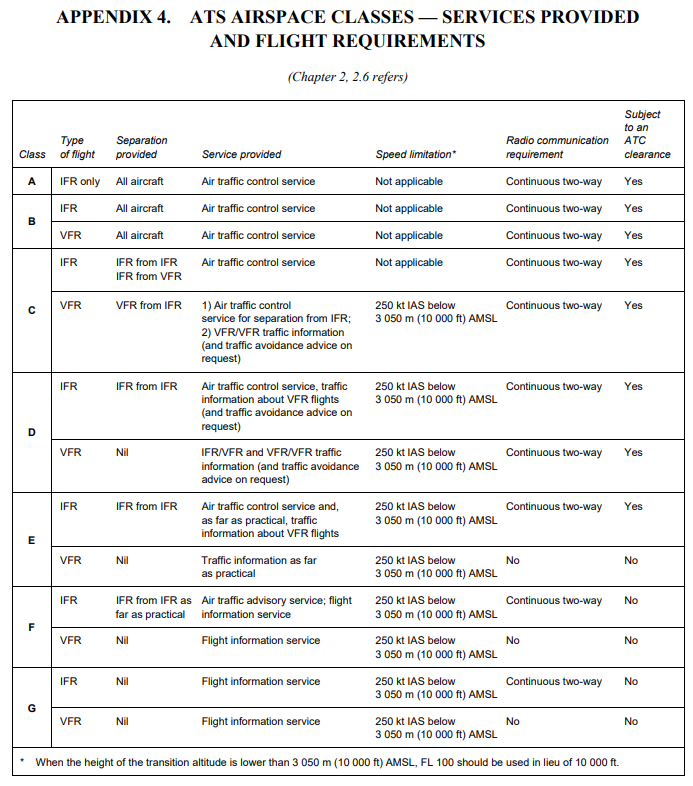 APPENDIX 4. ATS AIRSPACE CLASSES — SERVICES PROVIDED
AND FLIGHT REQUIREMENTS
(Chapter 2, 2.6 refers)
Class
Type
of flight
Separation
provided
Service provided
Speed limitation*
Radio communication
requirement
Subject
to an
ATC
clearance
A
IFR only
All aircraft
Air traffic control service
Not applicable
Continuous two-way
Yes
B
IFR
All aircraft
Air traffic control service
Not applicable
Continuous two-way
Yes
VFR
All aircraft
Air traffic control service
Not applicable
Continuous two-way
Yes
C
IFR
IFR from IFR
IFR from VFR
Air traffic control service
Not applicable
Continuous two-way
Yes
VFR
VFR from IFR
1) Air traffic control
service for separation from IFR;
2) VFR/VFR traffic information
(and traffic avoidance advice on
request)
250 kt IAS below
3 050 m (10 000 ft) AMSL
Continuous two-way
Yes
D
IFR
IFR from IFR
Air traffic control service, traffic
information about VFR flights
(and traffic avoidance advice on
request)
250 kt IAS below
3 050 m (10 000 ft) AMSL
Continuous two-way
Yes
VFR
Nil
IFR/VFR and VFR/VFR traffic
information (and traffic avoidance
advice on request)
250 kt IAS below
3 050 m (10 000 ft) AMSL
Continuous two-way
Yes
E
IFR
IFR from IFR
Air traffic control service and,
as far as practical, traffic
information about VFR flights
250 kt IAS below
3 050 m (10 000 ft) AMSL
Continuous two-way
Yes
VFR
Nil
Traffic information as far
as practical
250 kt IAS below
3 050 m (10 000 ft) AMSL
No
No
F
IFR
IFR from IFR as
far as practical
Air traffic advisory service; flight
information service
250 kt IAS below
3 050 m (10 000 ft) AMSL
Continuous two-way
No
VFR
Nil
Flight information service
250 kt IAS below
3 050 m (10 000 ft) AMSL
No
No
G
IFR
Nil
Flight information service
250 kt IAS below
3 050 m (10 000 ft) AMSL
Continuous two-way
No
VFR
Nil
Flight information service
250 kt IAS below
3 050 m (10 000 ft) AMSL
No
No
* When the height of the transition altitude is lower than 3 050 m (10 000 ft) AMSL, FL 100 should be used in lieu of 10 000 ft.